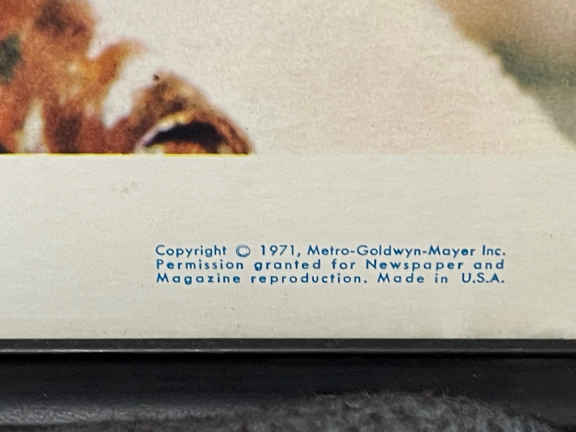 Copyright © 1971, Metro-Goldwyn-Mayer Inc.
Permission granted for Newspaper and
Magazine reproduction. Made in U.S.A.